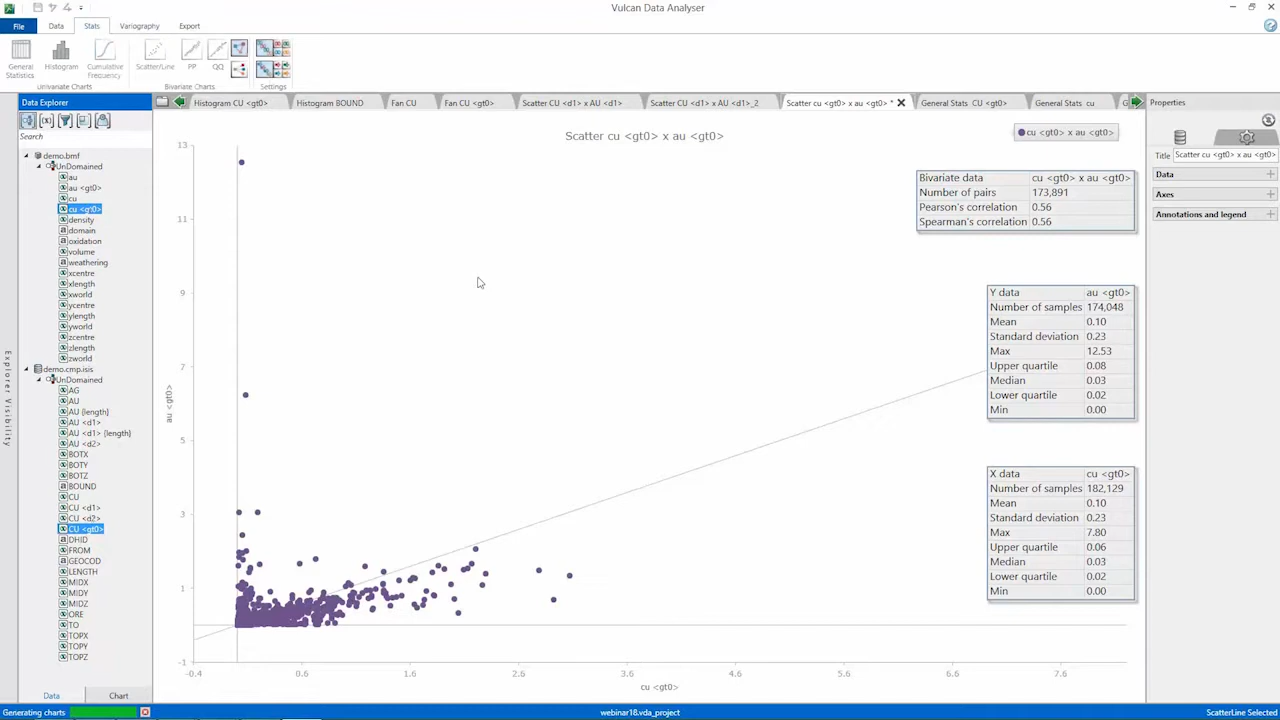 Vulcan Data Analyser
File Data Stats Variography Export
General Statistics
Histogram
Cumulative Frequency
Scatter/Line
PP
QQ
Univariate Charts
Bivariate Charts
Settings
Data Explorer
Histogram CU <gt0>
Histogram BOUND
Fan CU
Fan CU <gt0>
Scatter CU <d1> x AU <d1>
Scatter CU <d1> x AU <d1>_2
Scatter cu <gt0> x au <gt0> *
General Stats CU <gt0>
General Stats cu
G
Properties
Search
demo.bmf
UnDomained
au
au <gt0>
cu
cu <gt0>
density
domain
oxidation
volume
weathering
xcentre
xlength
xworld
ycentre
ylength
yworld
zcentre
zlength
zworld
demo.cmp.isis
UnDomained
AG
AU
AU {length}
AU <d1>
AU <d1> {length}
AU <d2>
BOTX
BOTY
BOTZ
BOUND
CU
CU <d1>
CU <d2>
CU <gt0>
DHID
FROM
GEOCOD
LENGTH
MIDX
MIDY
MIDZ
ORE
TO
TOPX
TOPY
TOPZ
Data Chart
Explorer Visibility
Scatter cu <gt0> x au <gt0>
cu <gt0> x au <gt0>
13
11
9
7
5
3
1
-1
au <gt0>
-0.4 0.6 1.6 2.6 3.6 4.6 5.6 6.6 7.6
cu <gt0>
Bivariate data cu <gt0> x au <gt0>
Number of pairs 173,891
Pearson's correlation 0.56
Spearman's correlation 0.56
Y data au <gt0>
Number of samples 174,048
Mean 0.10
Standard deviation 0.23
Max 12.53
Upper quartile 0.08
Median 0.03
Lower quartile 0.02
Min 0.00
X data cu <gt0>
Number of samples 182,129
Mean 0.10
Standard deviation 0.23
Max 7.80
Upper quartile 0.06
Median 0.03
Lower quartile 0.02
Min 0.00
Title Scatter cu <gt0> x au <gt0>
Data
Axes
Annotations and legend
Generating charts
webinar18.vda_project
ScatterLine Selected